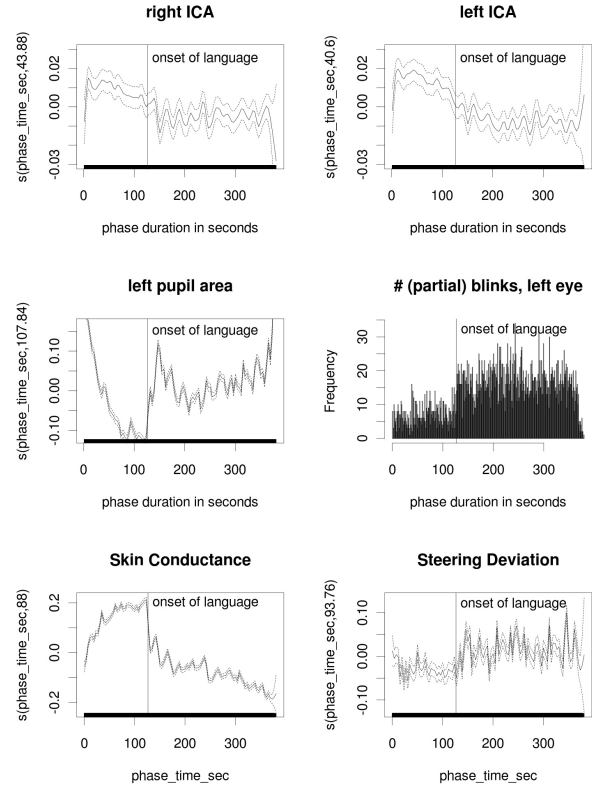 right ICA
s(phase_time_sec,43.88)
0.02
0.00
-0.03
onset of language
0 100 200 300
phase duration in seconds
left ICA
s(phase_time_sec,40.6)
0.02
0.00
-0.03
onset of language
0 100 200 300
phase duration in seconds
left pupil area
s(phase_time_sec,107.84)
0.10
0.00
-0.10
onset of language
0 100 200 300
phase duration in seconds
# (partial) blinks, left eye
Frequency
30
20
10
0
onset of language
0 100 200 300
phase duration in seconds
Skin Conductance
s(phase_time_sec,88)
0.2
0.0
-0.2
onset of language
0 100 200 300
phase_time_sec
Steering Deviation
s(phase_time_sec,93.76)
0.10
0.00
-0.10
onset of language
0 100 200 300
phase_time_sec